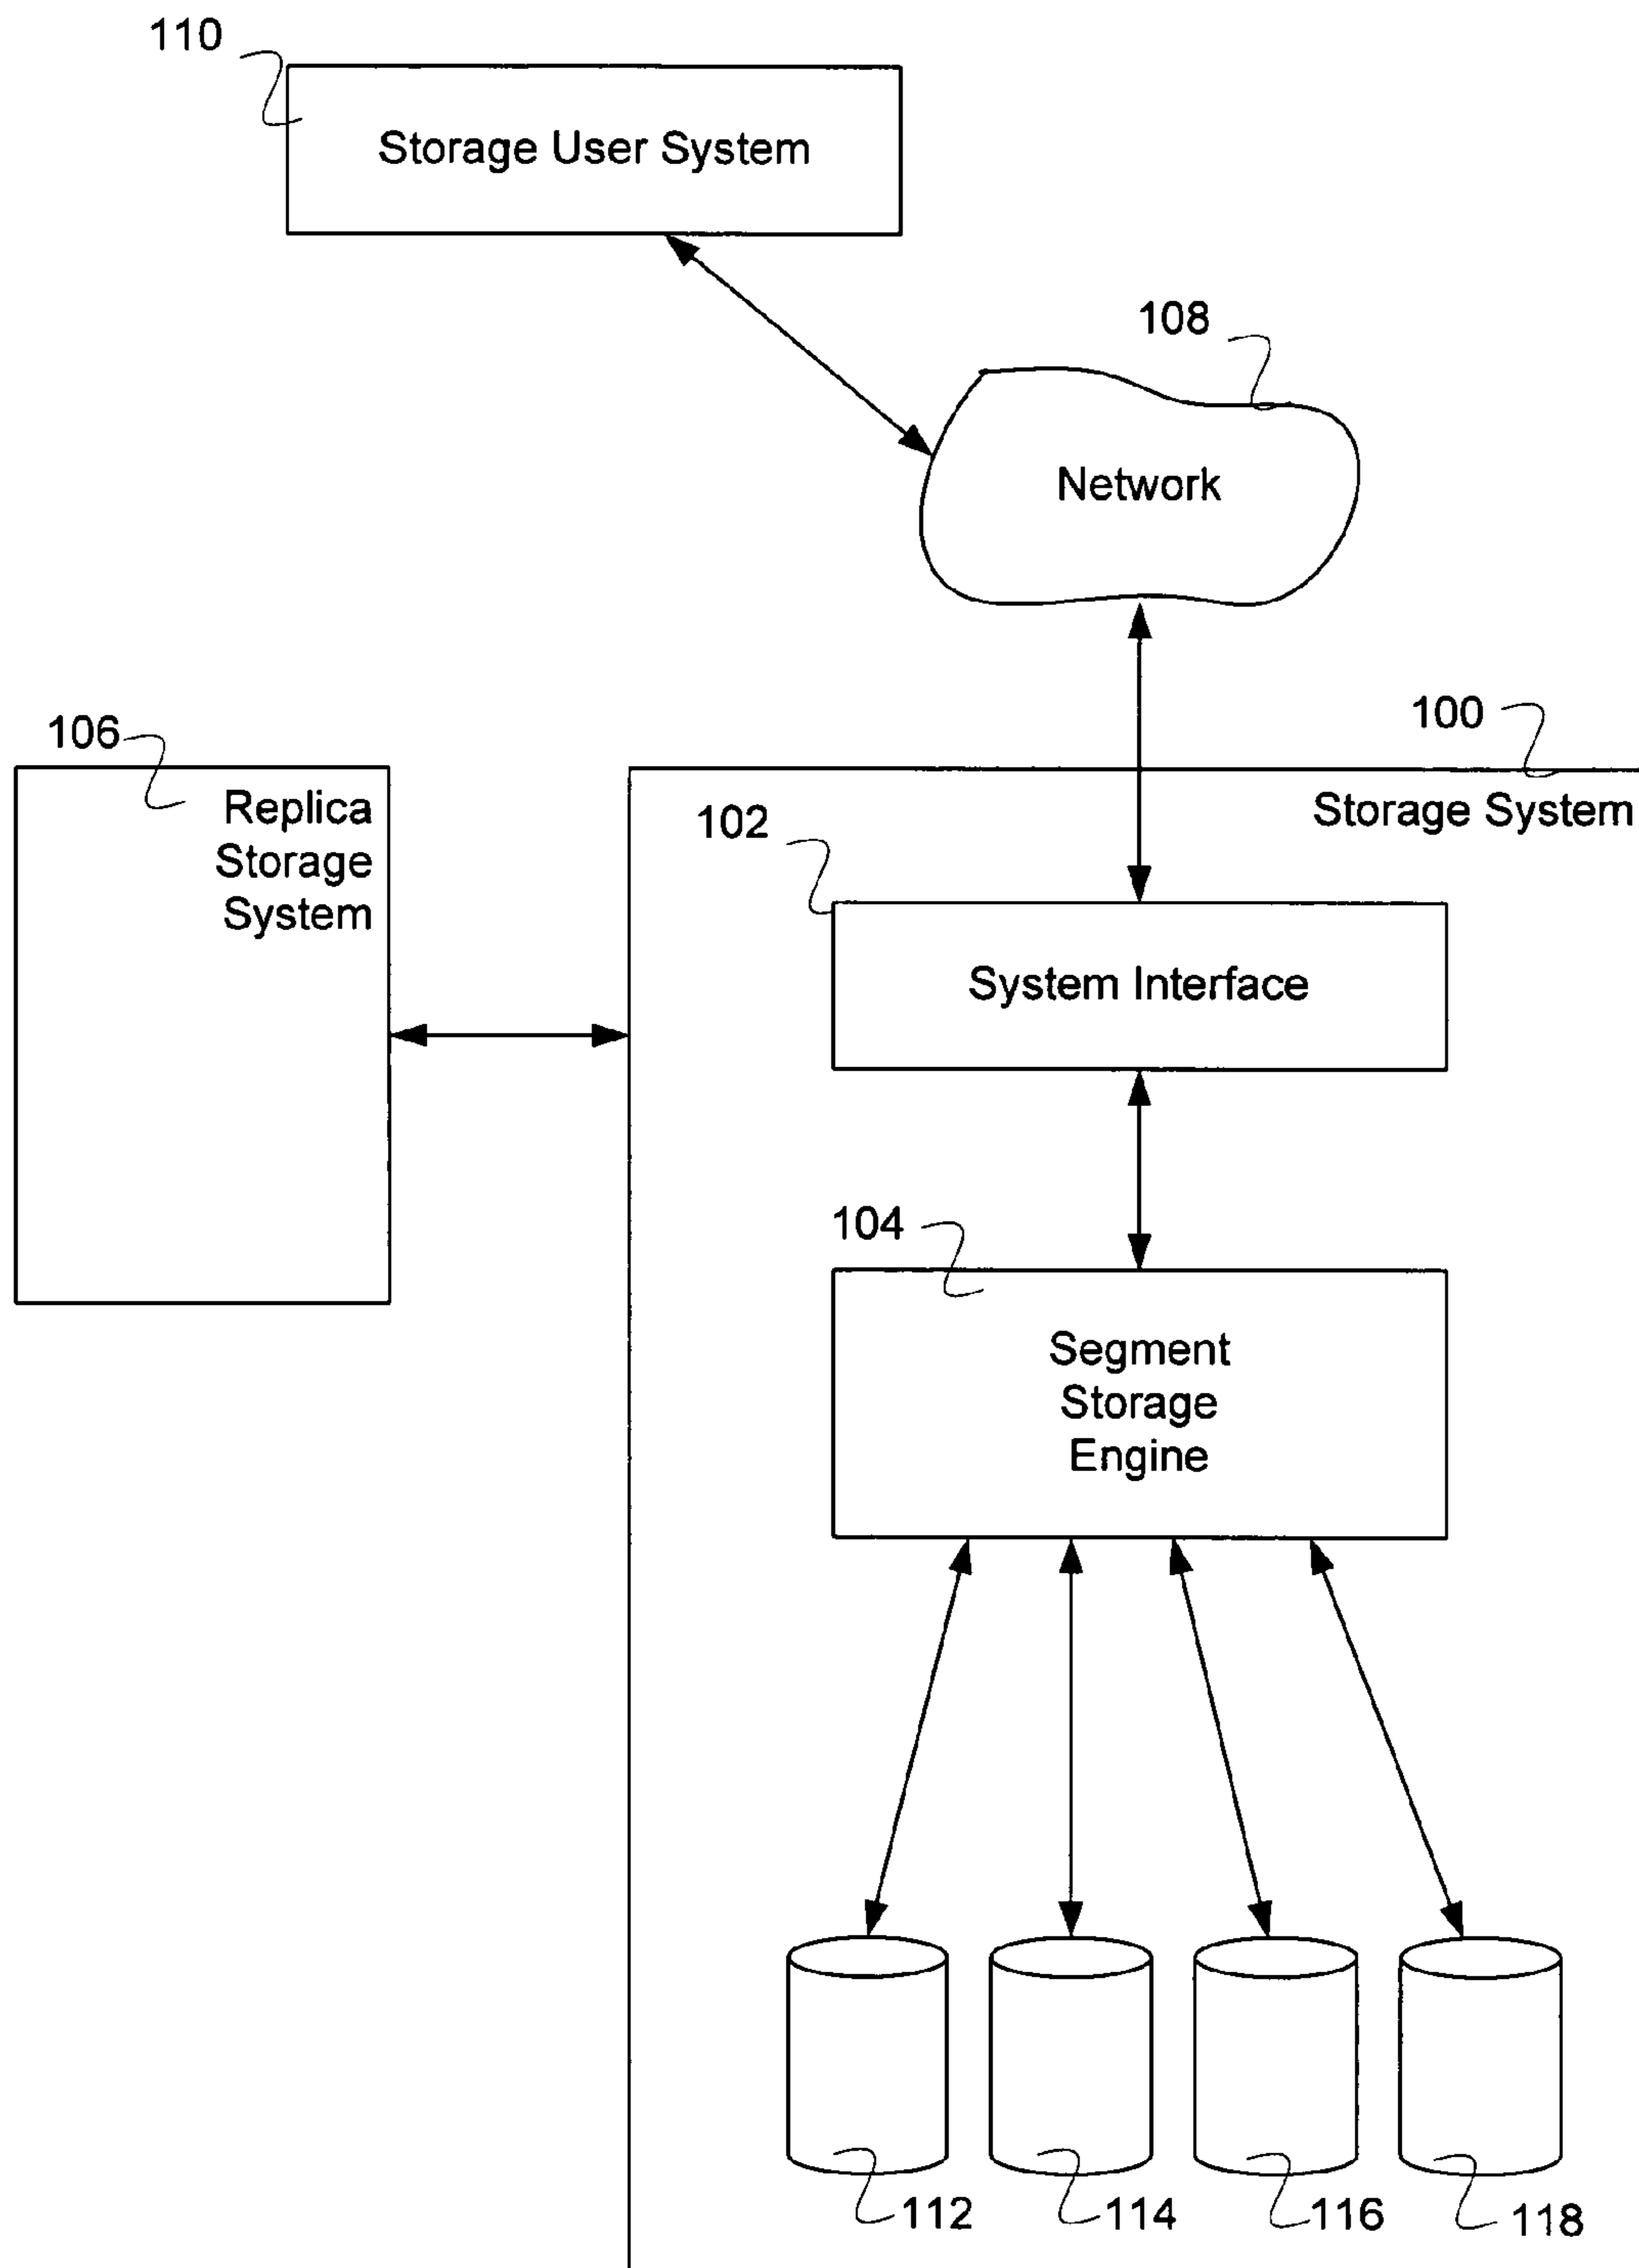 110
Storage User System
108
Network
100
Storage System
106
Replica
Storage
System
102
System Interface
104
Segment
Storage
Engine
112
114
116
118